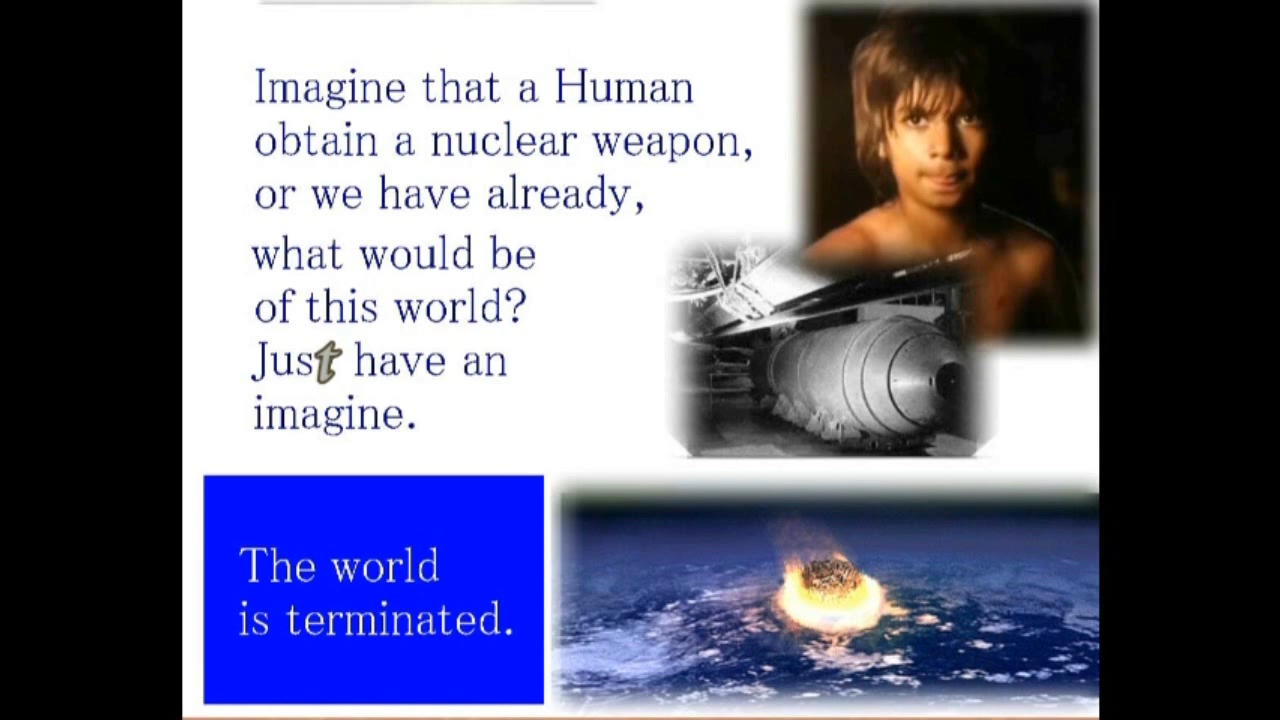 Imagine that a Human
obtain a nuclear weapon,
or we have already,
what would be
of this world?
Just have an
imagine.
The world
is terminated.